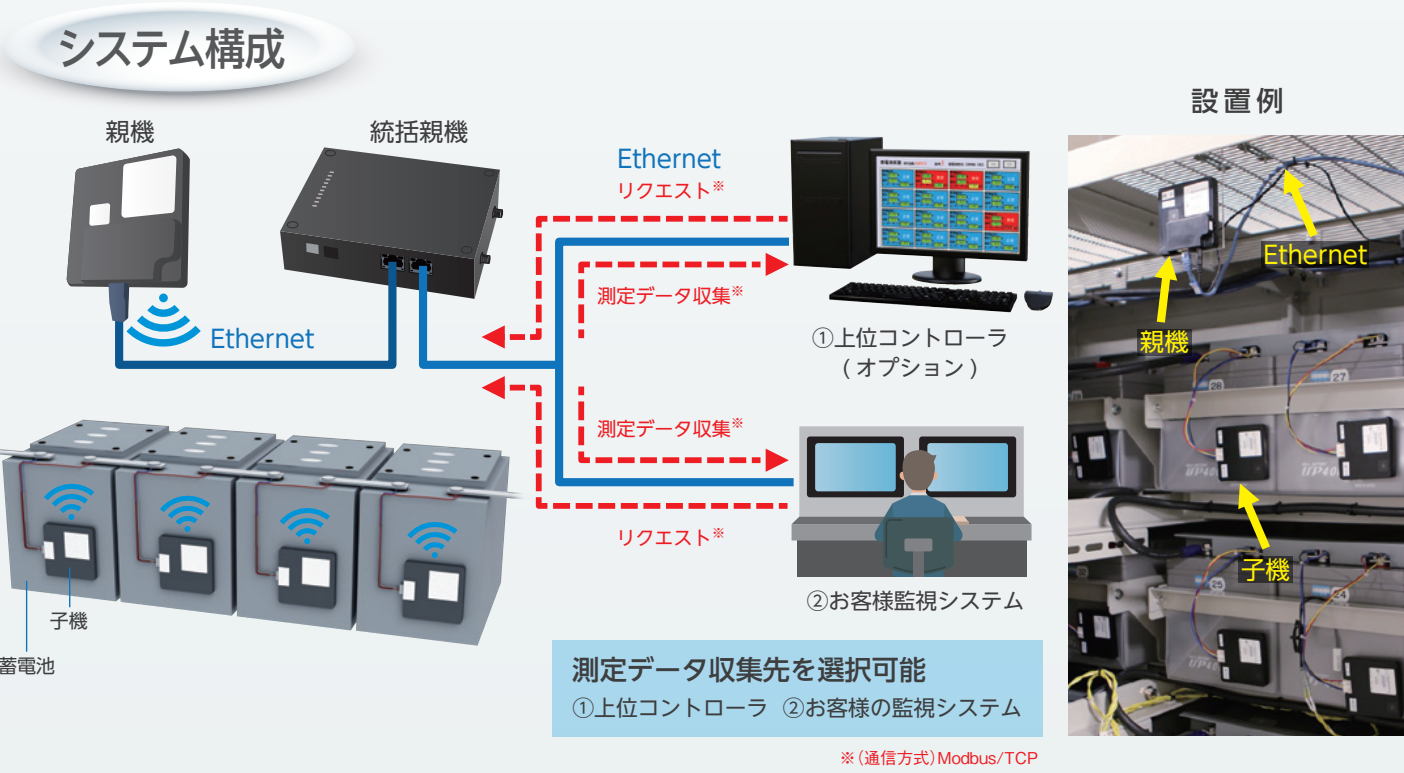 システム構成
設置例
親機
統括親機
Ethernet
リクエスト※
測定データ収集※
Ethernet
①上位コントローラ
(オプション)
測定データ収集※
リクエスト※
②お客様監視システム
子機
蓄電池
測定データ収集先を選択可能
①上位コントローラ ②お客様の監視システム
※(通信方式)Modbus/TCP
Ethernet
親機
28
27
UP400
子機
25
24